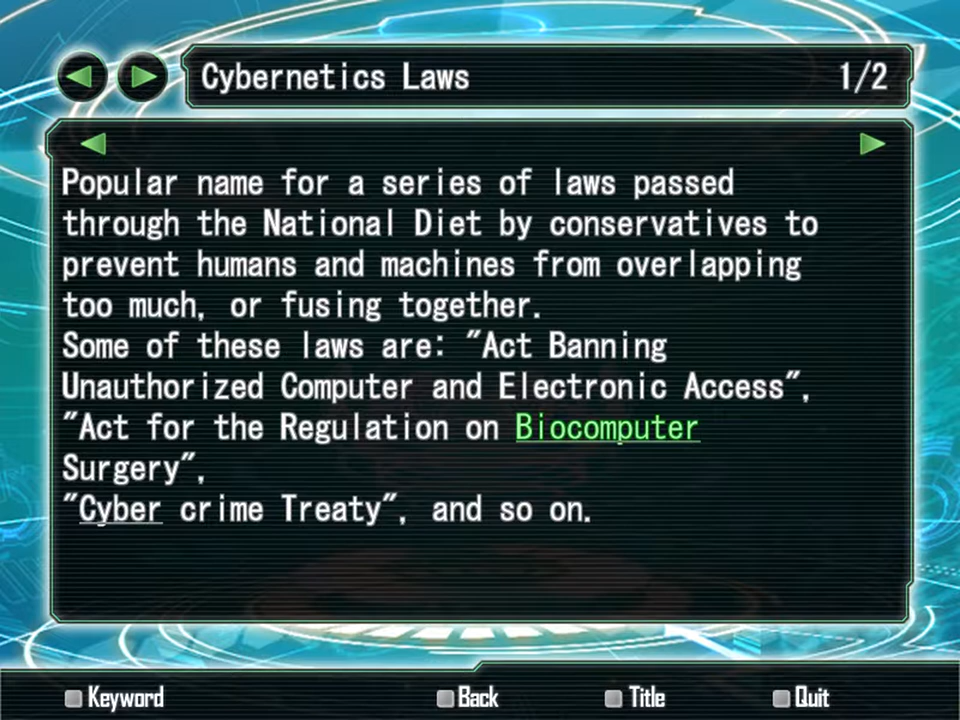 Cybernetics Laws 1/2
Popular name for a series of laws passed
through the National Diet by conservatives to
prevent humans and machines from overlapping
too much, or fusing together.
Some of these laws are: "Act Banning
Unauthorized Computer and Electronic Access",
"Act for the Regulation on Biocomputer
Surgery",
"Cyber crime Treaty", and so on.
Keyword Back Title Quit